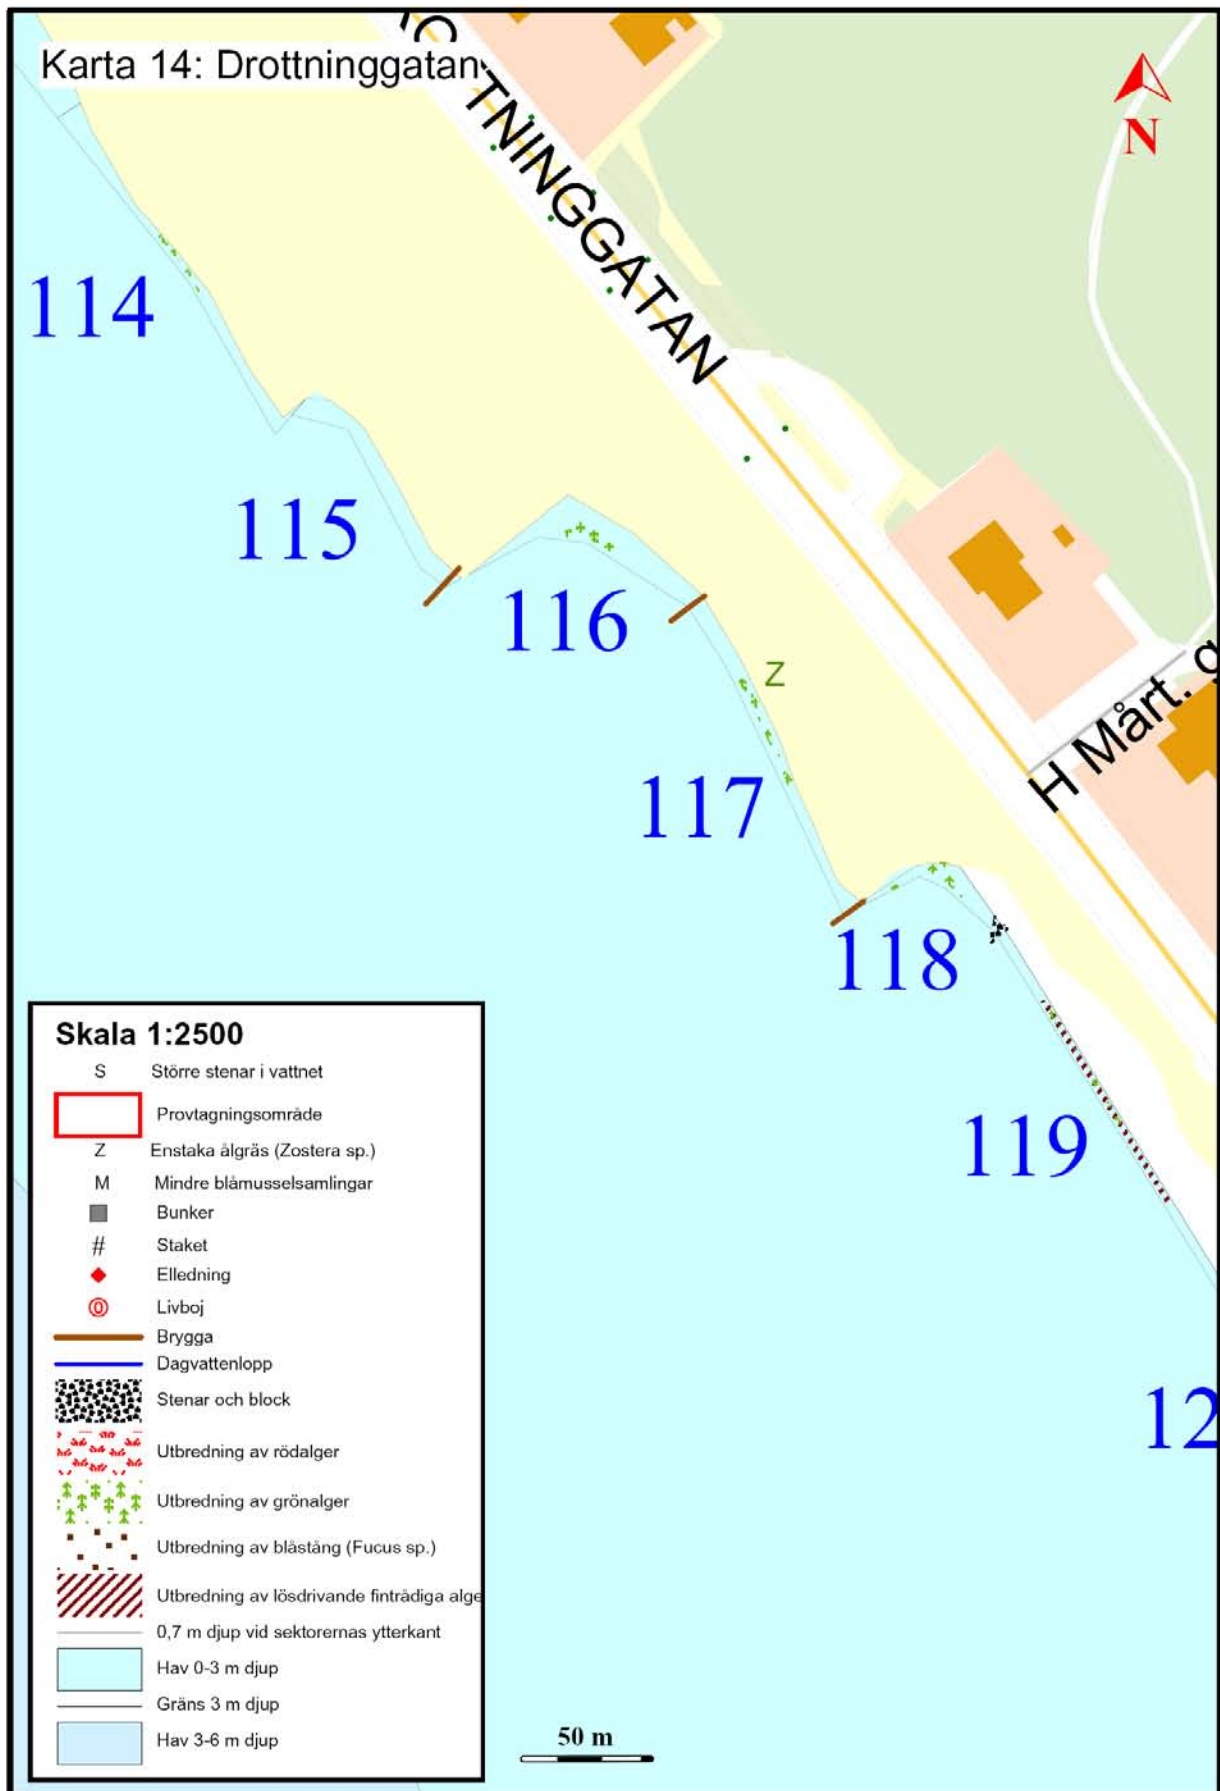 Karta 14: Drottninggatan
TNINGGATAN
N
114
115
116
Z
117
H Mårt. g
118
119
12
Skala 1:2500
S Större stenar i vattnet
Provtagningsområde
Z Enstaka ålgräs (Zostera sp.)
M Mindre blåmusselsamlingar
Bunker
# Staket
Elledning
Livboj
Brygga
Dagvattenlopp
Stenar och block
Utbredning av rödalger
Utbredning av grönalger
Utbredning av blåstång (Fucus sp.)
Utbredning av lösdrivande fintrådiga alge
0,7 m djup vid sektorernas ytterkant
Hav 0-3 m djup
Gräns 3 m djup
Hav 3-6 m djup
50 m